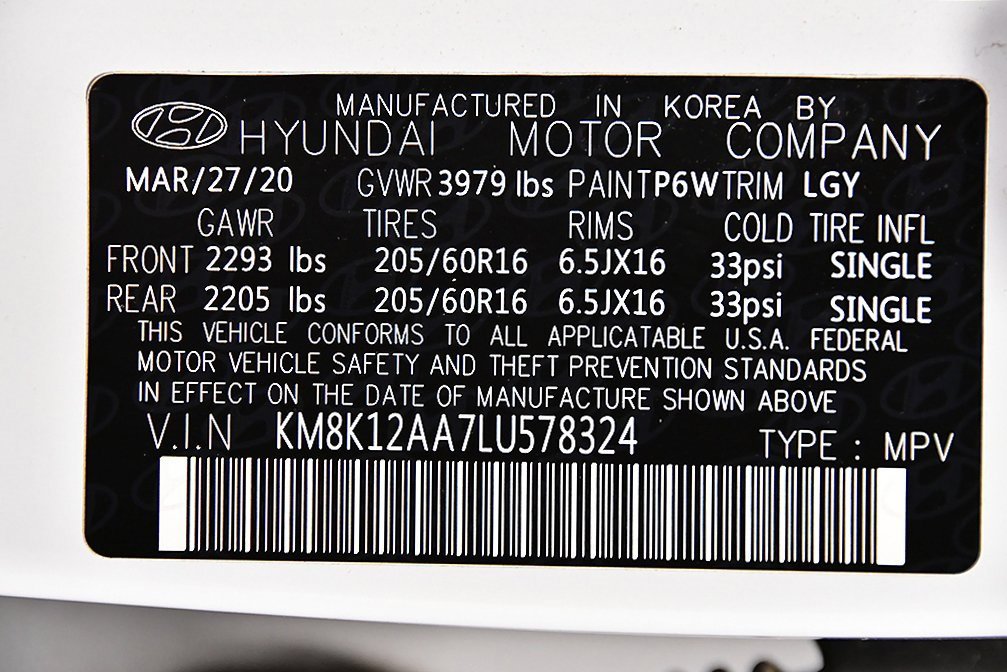 MANUFACTURED IN KOREA BY
HYUNDAI MOTOR COMPANY
MAR/27/20 GVWR 3979 lbs PAINT P6W TRIM LGY
GAWR TIRES RIMS COLD TIRE INFL
FRONT 2293 lbs 205/60R16 6.5JX16 33psi SINGLE
REAR 2205 lbs 205/60R16 6.5JX16 33psi SINGLE
THIS VEHICLE CONFORMS TO ALL APPLICATABLE U.S.A. FEDERAL
MOTOR VEHICLE SAFETY AND THEFT PREVENTION STANDARDS
IN EFFECT ON THE DATE OF MANUFACTURE SHOWN ABOVE
V.I.N KM8K12AA7LU578324 TYPE : MPV